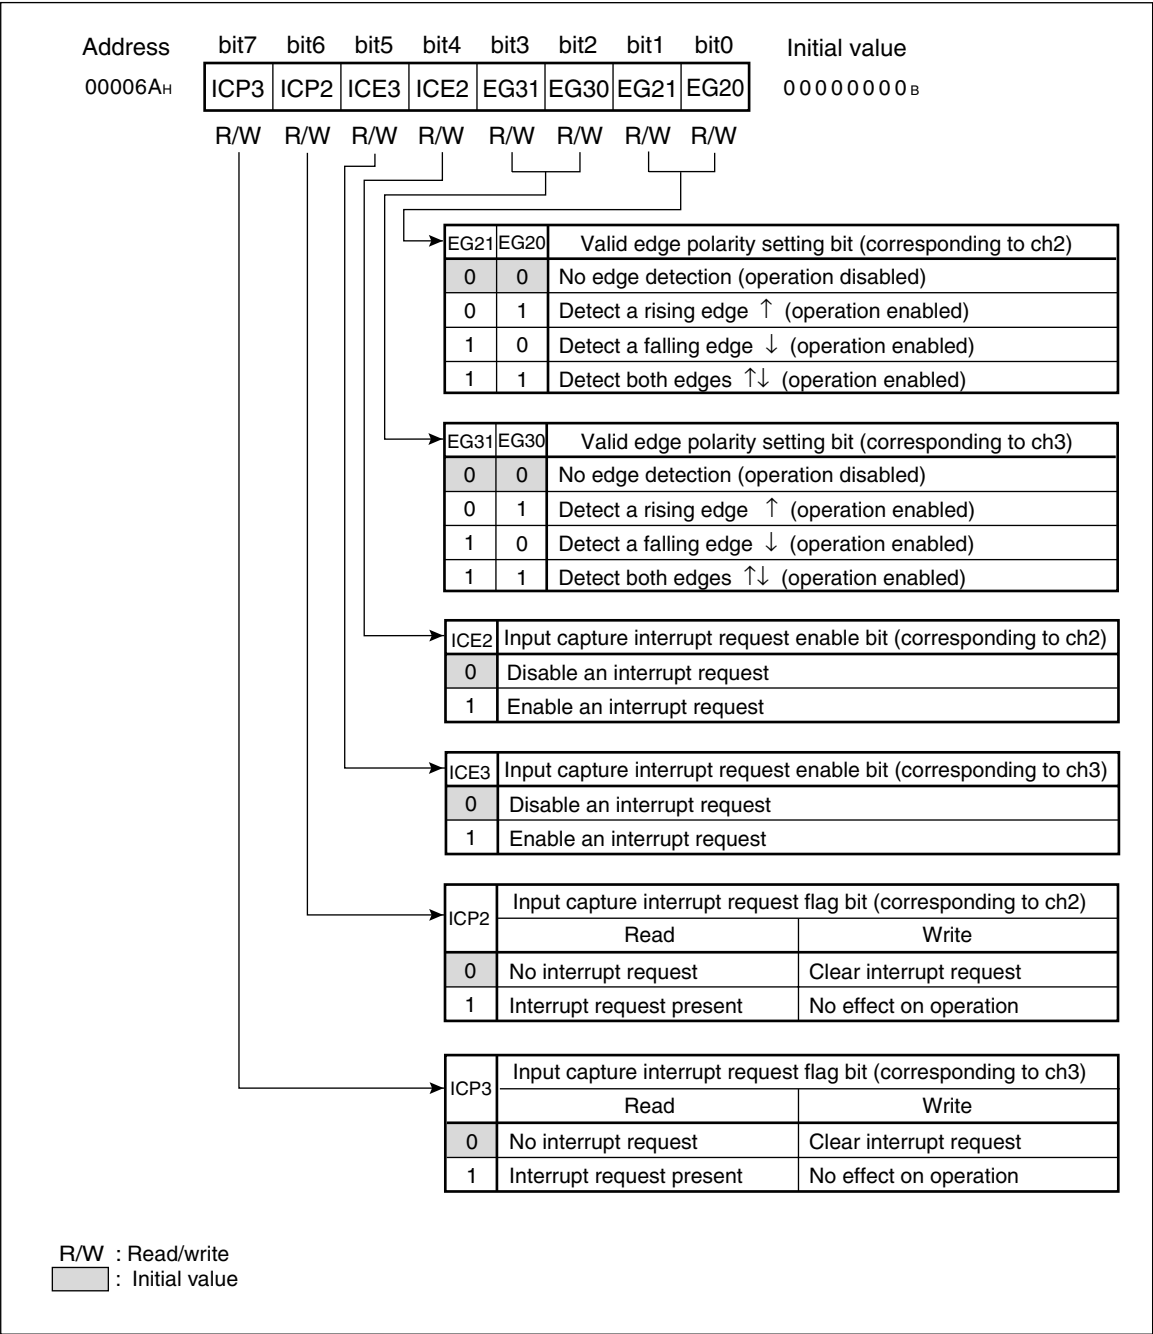 Address bit7 bit6 bit5 bit4 bit3 bit2 bit1 bit0 Initial value
00006AH ICP3 ICP2 ICE3 ICE2 EG31 EG30 EG21 EG20 00000000B
R/W R/W R/W R/W R/W R/W R/W R/W
EG21 EG20 Valid edge polarity setting bit (corresponding to ch2)
0 0 No edge detection (operation disabled)
0 1 Detect a rising edge ↑ (operation enabled)
1 0 Detect a falling edge ↓ (operation enabled)
1 1 Detect both edges ↑↓ (operation enabled)
EG31 EG30 Valid edge polarity setting bit (corresponding to ch3)
0 0 No edge detection (operation disabled)
0 1 Detect a rising edge ↑ (operation enabled)
1 0 Detect a falling edge ↓ (operation enabled)
1 1 Detect both edges ↑↓ (operation enabled)
ICE2 Input capture interrupt request enable bit (corresponding to ch2)
0 Disable an interrupt request
1 Enable an interrupt request
ICE3 Input capture interrupt request enable bit (corresponding to ch3)
0 Disable an interrupt request
1 Enable an interrupt request
ICP2 Input capture interrupt request flag bit (corresponding to ch2)
Read Write
0 No interrupt request Clear interrupt request
1 Interrupt request present No effect on operation
ICP3 Input capture interrupt request flag bit (corresponding to ch3)
Read Write
0 No interrupt request Clear interrupt request
1 Interrupt request present No effect on operation
R/W : Read/write
: Initial value